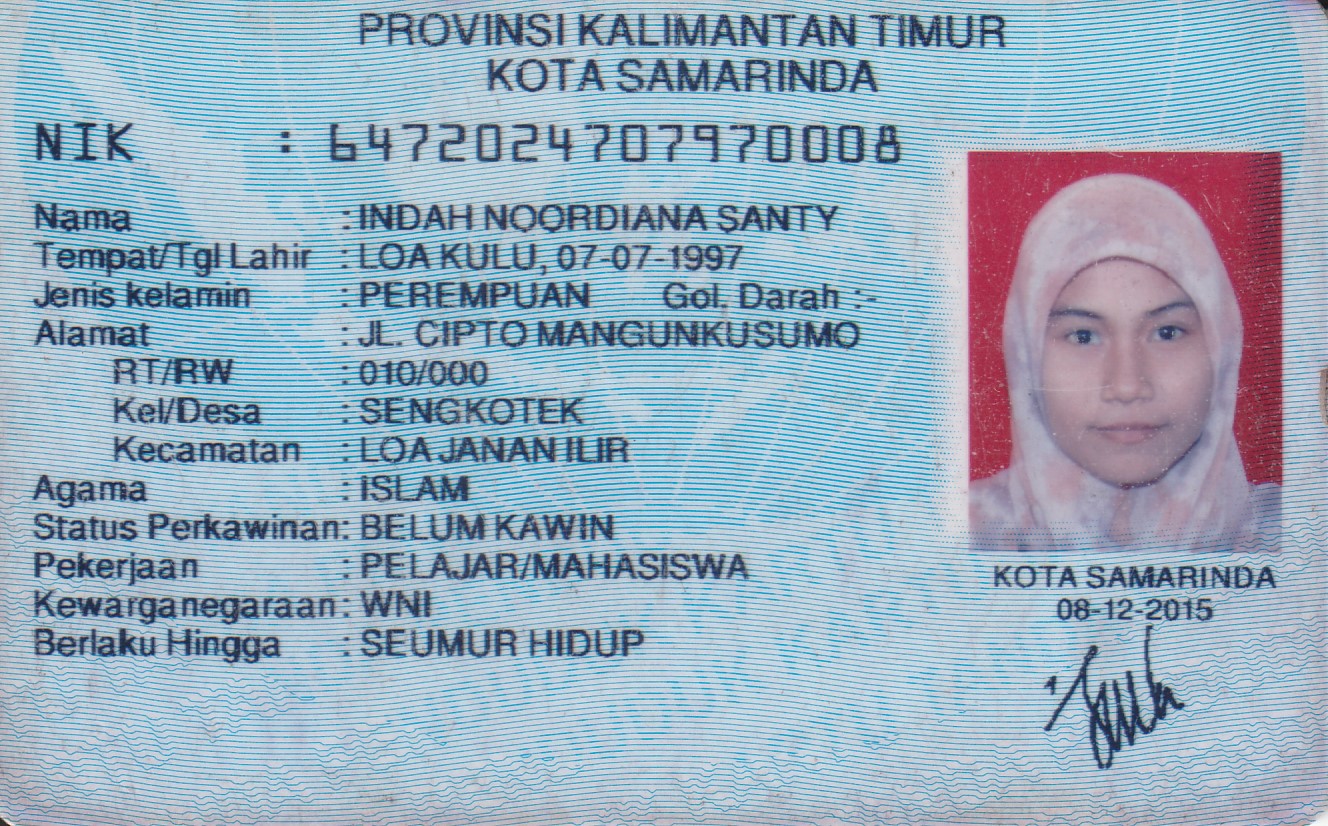 PROVINSI KALIMANTAN TIMUR
KOTA SAMARINDA
NIK : 6472024707970008
Nama : INDAH NOORDIANA SANTY
Tempat/Tgl Lahir : LOA KULU, 07-07-1997
Jenis kelamin : PEREMPUAN Gol. Darah :-
Alamat : JL. CIPTO MANGUNKUSUMO
RT/RW : 010/000
Kel/Desa : SENGKOTEK
Kecamatan : LOA JANAN ILIR
Agama : ISLAM
Status Perkawinan: BELUM KAWIN
Pekerjaan : PELAJAR/MAHASISWA
Kewarganegaraan: WNI
Berlaku Hingga : SEUMUR HIDUP
KOTA SAMARINDA
08-12-2015